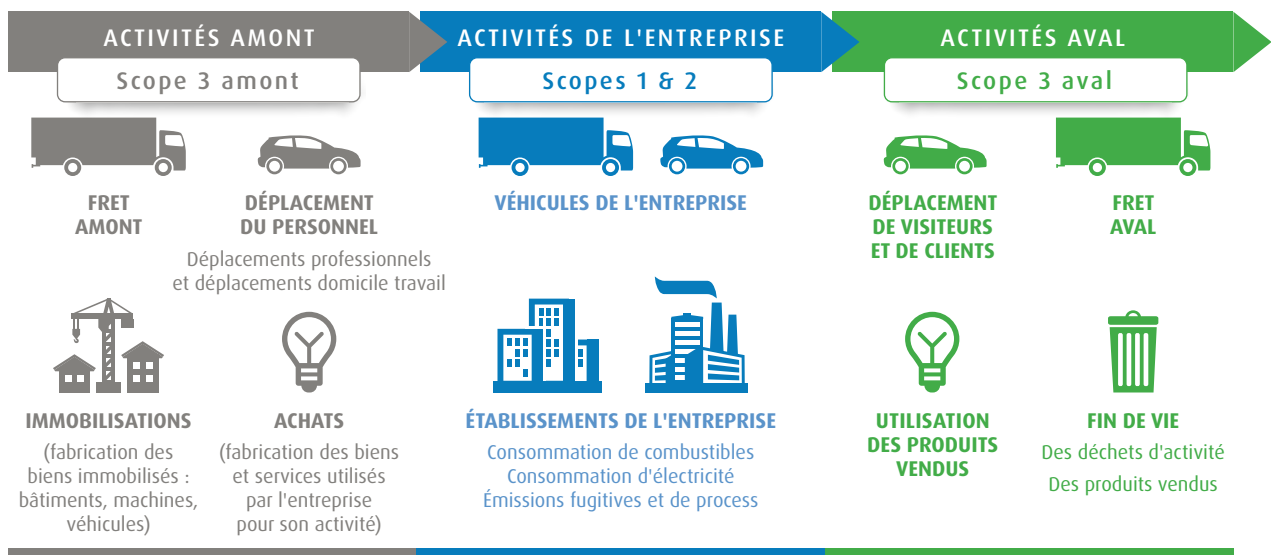 ACTIVITÉS AMONT
Scope 3 amont
FRET
AMONT
DÉPLACEMENT
DU PERSONNEL
Déplacements professionnels
et déplacements domicile travail
IMMOBILISATIONS
(fabrication des
biens immobilisés :
bâtiments, machines,
véhicules)
ACHATS
(fabrication des biens
et services utilisés
par l'entreprise
pour son activité)
ACTIVITÉS DE L'ENTREPRISE
Scopes 1 & 2
VÉHICULES DE L'ENTREPRISE
ÉTABLISSEMENTS DE L'ENTREPRISE
Consommation de combustibles
Consommation d'électricité
Émissions fugitives et de process
ACTIVITÉS AVAL
Scope 3 aval
DÉPLACEMENT
DE VISITEURS
ET DE CLIENTS
FRET
AVAL
UTILISATION
DES PRODUITS
VENDUS
FIN DE VIE
Des déchets d'activité
Des produits vendus